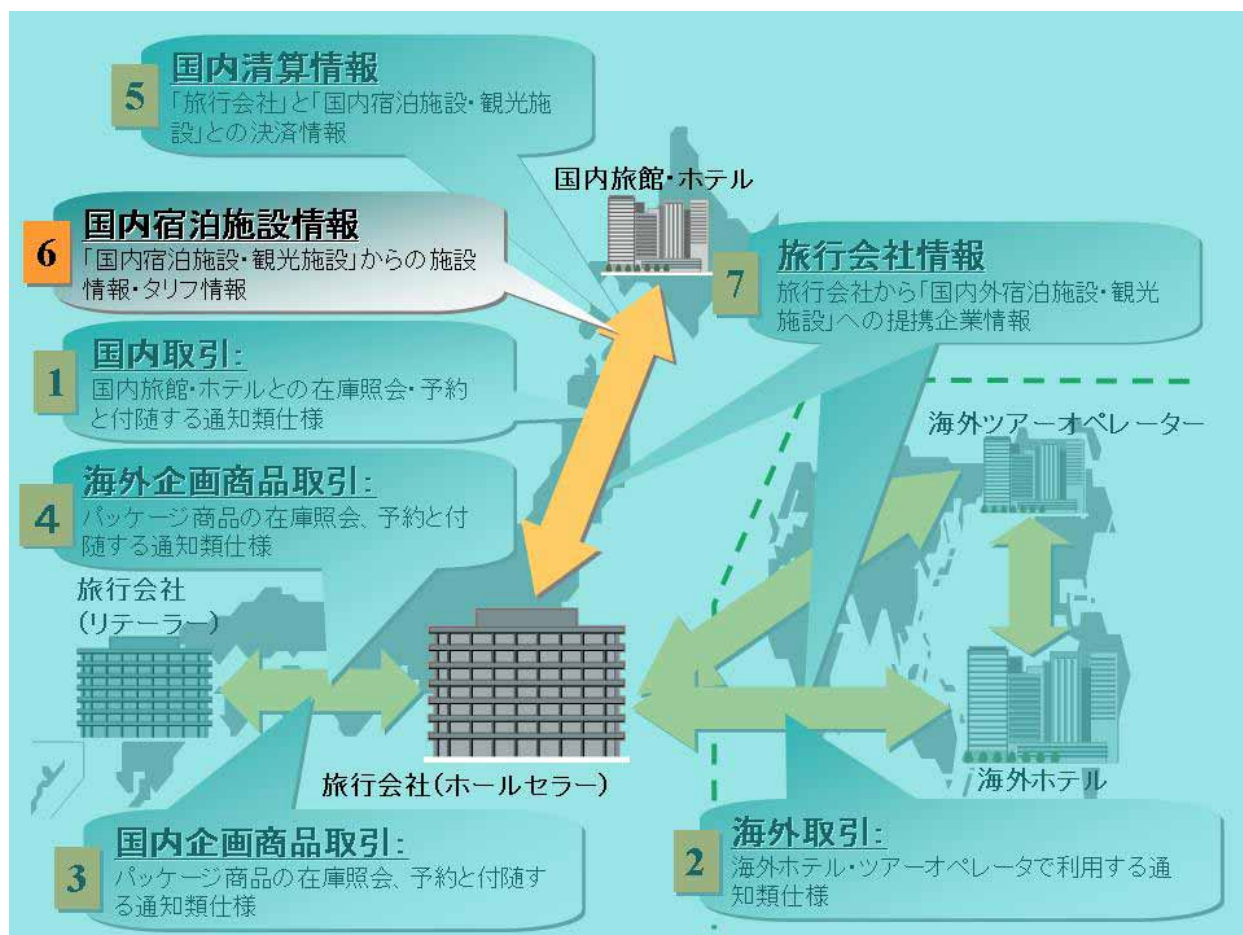 5
国内清算情報
「旅行会社」と「国内宿泊施設・観光施
設」との決済情報
国内旅館・ホテル
6
国内宿泊施設情報
「国内宿泊施設・観光施設」からの施設
情報・タリフ情報
7
旅行会社情報
旅行会社から「国内外宿泊施設・観光
施設」への提携企業情報
1
国内取引:
国内旅館・ホテルとの在庫照会・予約
と付随する通知類仕様
海外ツアーオペレーター
4
海外企画商品取引:
パッケージ商品の在庫照会、予約と付
随する通知類仕様
旅行会社
(リテーラー)
旅行会社(ホールセラー)
海外ホテル
3
国内企画商品取引:
パッケージ商品の在庫照会、予約と付随す
る通知類仕様
2
海外取引:
海外ホテル・ツアーオペレータで利用する通
知類仕様